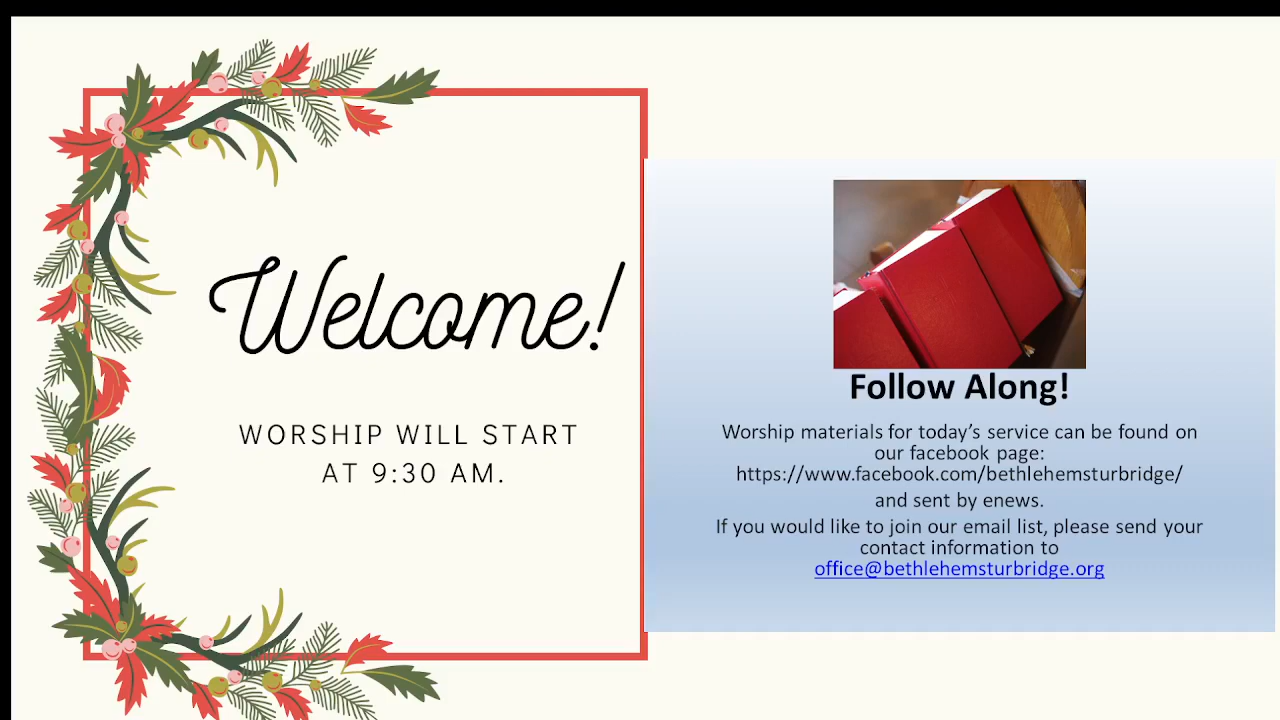 Welcome!
WORSHIP WILL START
AT 9:30 AM.
Follow Along!
Worship materials for today’s service can be found on
our facebook page:
https://www.facebook.com/bethlehemsturbridge/
and sent by enews.
If you would like to join our email list, please send your
contact information to
office@bethlehemsturbridge.org